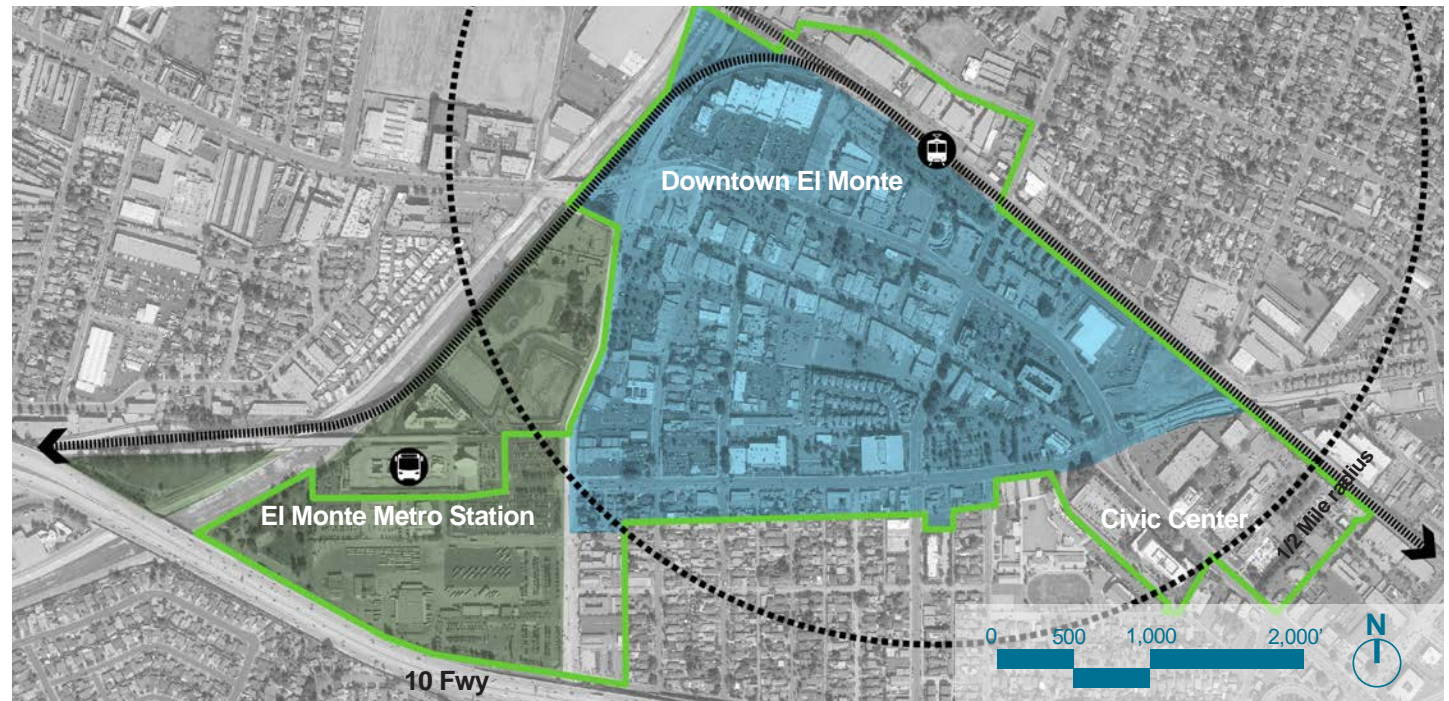 Downtown El Monte
El Monte Metro Station
Civic Center
1/2 Mile radius
10 Fwy
0 500 1,000 2,000'
N